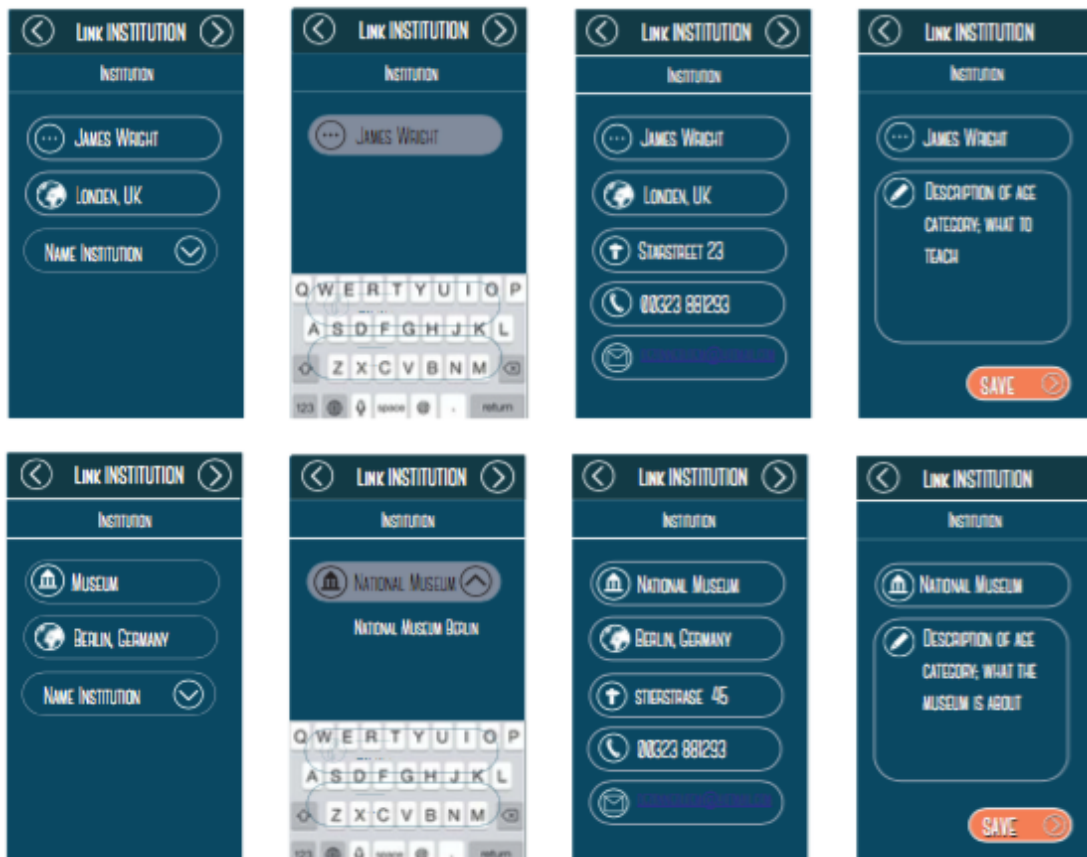 Link INSTITUTION
Institution
James Wright
Londen, UK
Name Institution
Link INSTITUTION
Institution
James Wright
Q W E R T Y U I O P
A S D F G H J K L
Z X C V B N M
123 space @ . return
Link INSTITUTION
Institution
James Wright
Londen, UK
Starstreet 23
00323 881293
Link INSTITUTION
Institution
James Wright
Description of age
category; what to
teach
SAVE
Link INSTITUTION
Institution
Museum
Berlin, Germany
Name Institution
Link INSTITUTION
Institution
National Museum
National Museum Berlin
Q W E R T Y U I O P
A S D F G H J K L
Z X C V B N M
123 space @ . return
Link INSTITUTION
Institution
National Museum
Berlin, Germany
stierstrase 45
00323 881293
Link INSTITUTION
Institution
National Museum
Description of age
category; what the
museum is about
SAVE